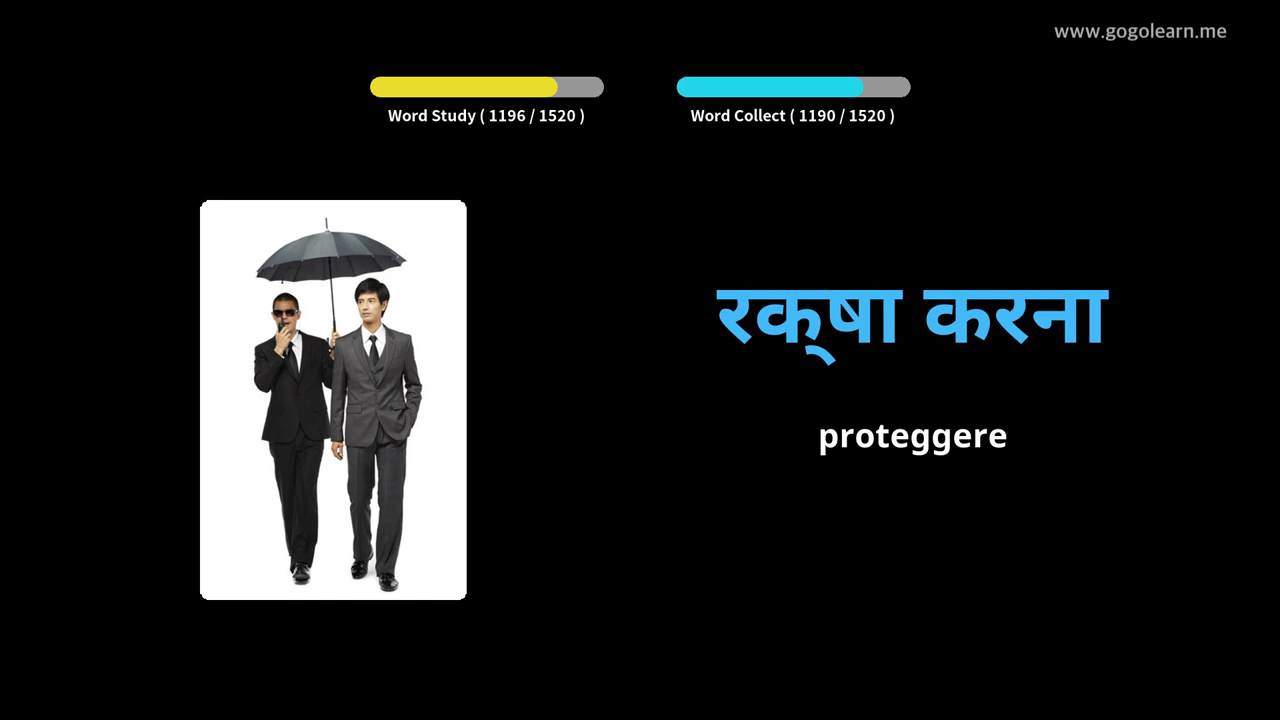 www.gogolearn.me
Word Study ( 1196 / 1520 )
Word Collect ( 1190 / 1520 )
रक्‌षा करना
proteggere